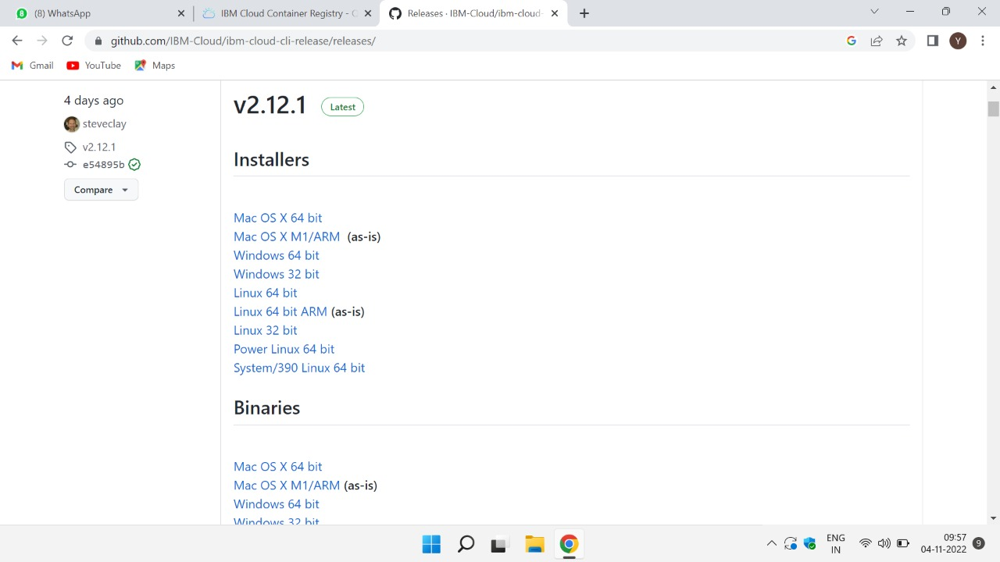 (8) WhatsApp
IBM Cloud Container Registry - C
Releases · IBM-Cloud/ibm-cloud-
github.com/IBM-Cloud/ibm-cloud-cli-release/releases/
Y
Gmail
YouTube
Maps
4 days ago
steveclay
v2.12.1
e54895b
Compare
v2.12.1 Latest
Installers
Mac OS X 64 bit
Mac OS X M1/ARM (as-is)
Windows 64 bit
Windows 32 bit
Linux 64 bit
Linux 64 bit ARM (as-is)
Linux 32 bit
Power Linux 64 bit
System/390 Linux 64 bit
Binaries
Mac OS X 64 bit
Mac OS X M1/ARM (as-is)
Windows 64 bit
Windows 32 bit
ENG
IN
09:57
04-11-2022
9